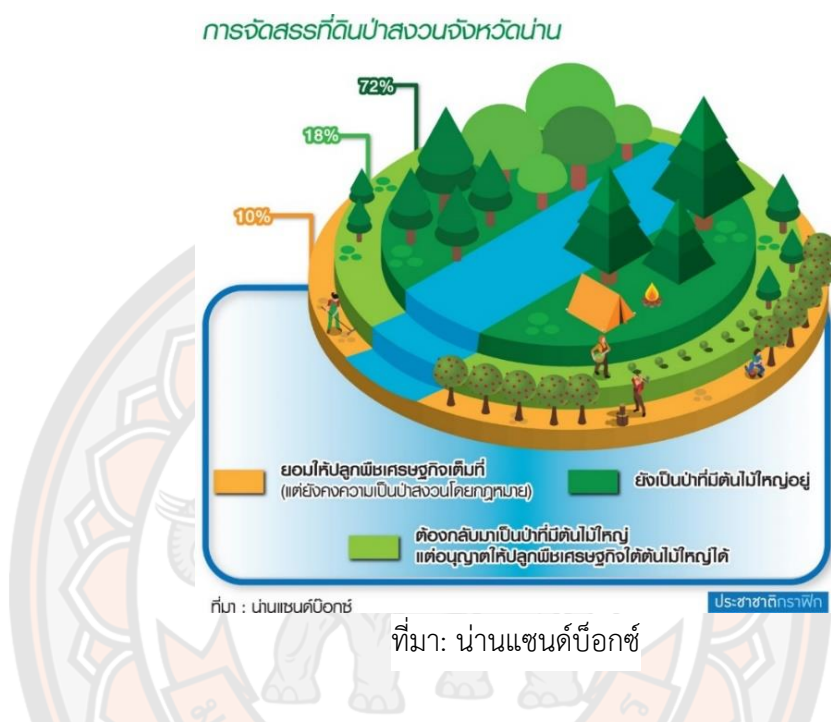 การจัดสรรที่ดินป่าสงวนจังหวัดน่าน
72%
18%
10%
ยอมให้ปลูกพืชเศรษฐกิจเต็มที่
(แต่ยังคงความเป็นป่าสงวนโดยกฎหมาย)
ยังเป็นป่าที่มีต้นไม้ใหญ่อยู่
ต้องกลับมาเป็นป่าที่มีต้นไม้ใหญ่
แต่อนุญาตให้ปลูกพืชเศรษฐกิจใต้ต้นไม้ใหญ่ได้
ที่มา : น่านแซนด์บ๊อกซ์
ประชาชาติกราฟิก
ที่มา: น่านแซนด์บ็อกซ์